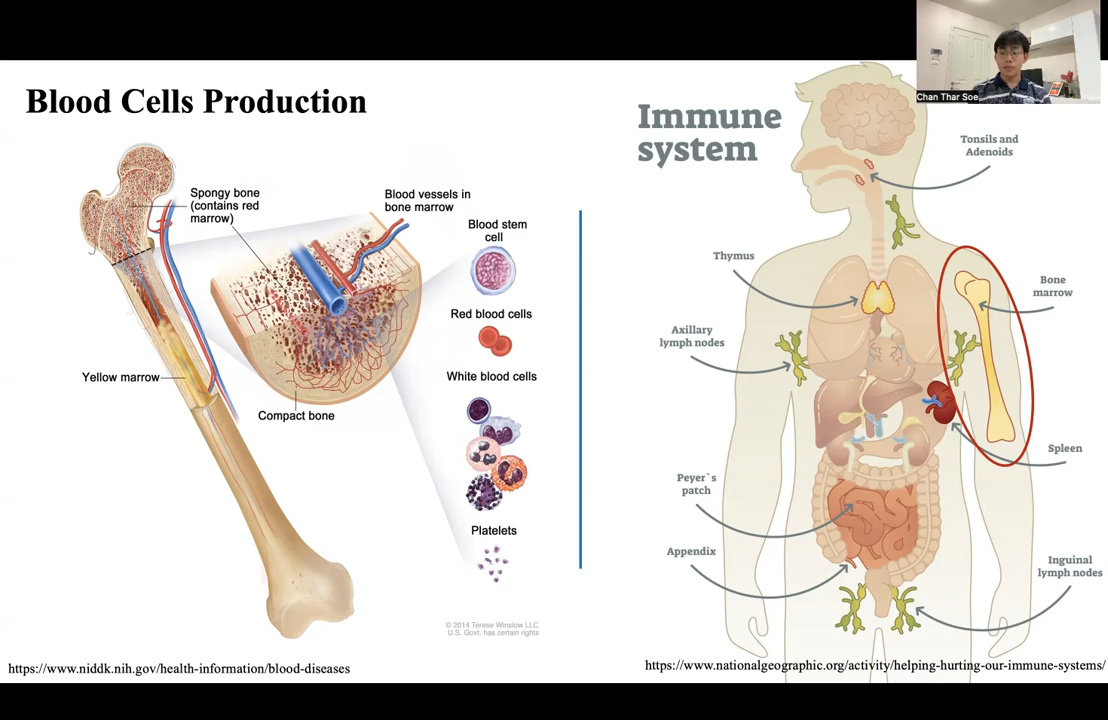 Chan Thar Soe
Blood Cells Production
Spongy bone
(contains red
marrow)
Blood vessels in
bone marrow
Blood stem
cell
Red blood cells
White blood cells
Yellow marrow
Compact bone
Platelets
© 2014 Terese Winslow LLC
U.S. Govt. has certain rights
https://www.niddk.nih.gov/health-information/blood-diseases
Immune
system
Tonsils and
Adenoids
Thymus
Bone
marrow
Axillary
lymph nodes
Spleen
Peyer`s
patch
Appendix
Inguinal
lymph nodes
https://www.nationalgeographic.org/activity/helping-hurting-our-immune-systems/